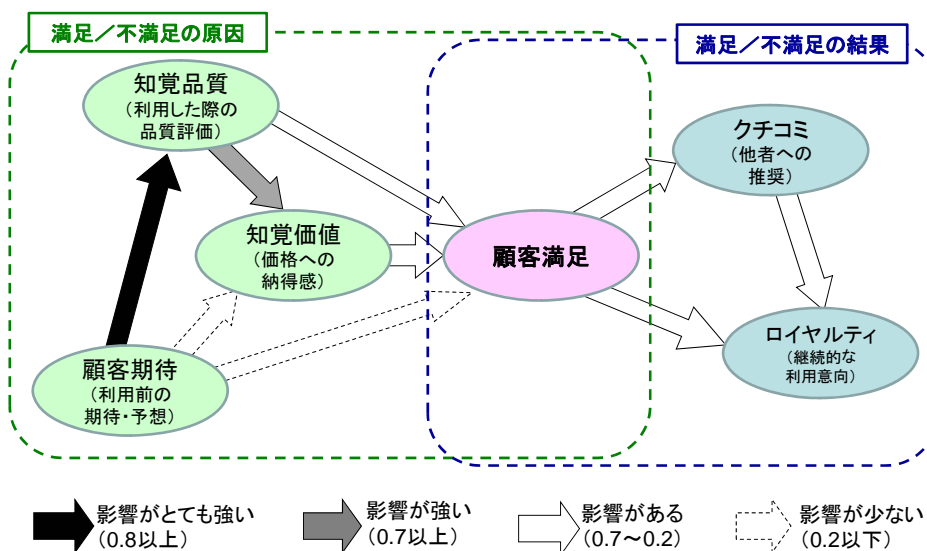 満足／不満足の原因
満足／不満足の結果
知覚品質
（利用した際の
品質評価）
クチコミ
（他者への
推奨）
知覚価値
（価格への
納得感）
顧客満足
顧客期待
（利用前の
期待・予想）
ロイヤルティ
（継続的な
利用意向）
影響がとても強い
（0.8以上）
影響が強い
（0.7以上）
影響がある
（0.7～0.2）
影響が少ない
（0.2以下）